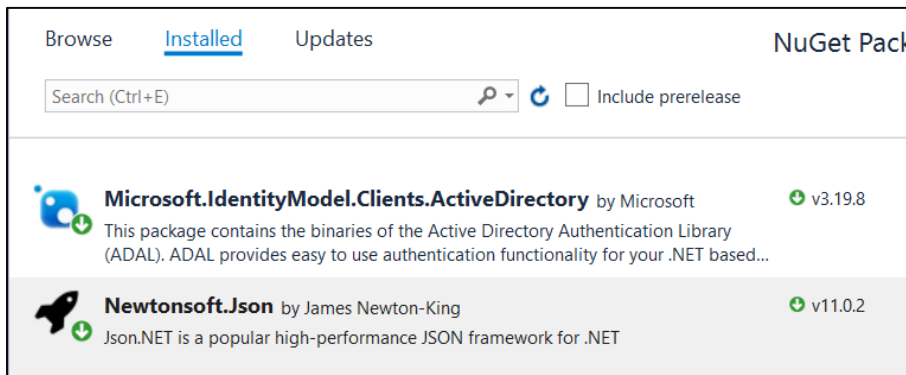 Browse Installed Updates NuGet Pack
Search (Ctrl+E) Include prerelease
Microsoft.IdentityModel.Clients.ActiveDirectory by Microsoft v3.19.8
This package contains the binaries of the Active Directory Authentication Library
(ADAL). ADAL provides easy to use authentication functionality for your .NET based...
Newtonsoft.Json by James Newton-King v11.0.2
Json.NET is a popular high-performance JSON framework for .NET